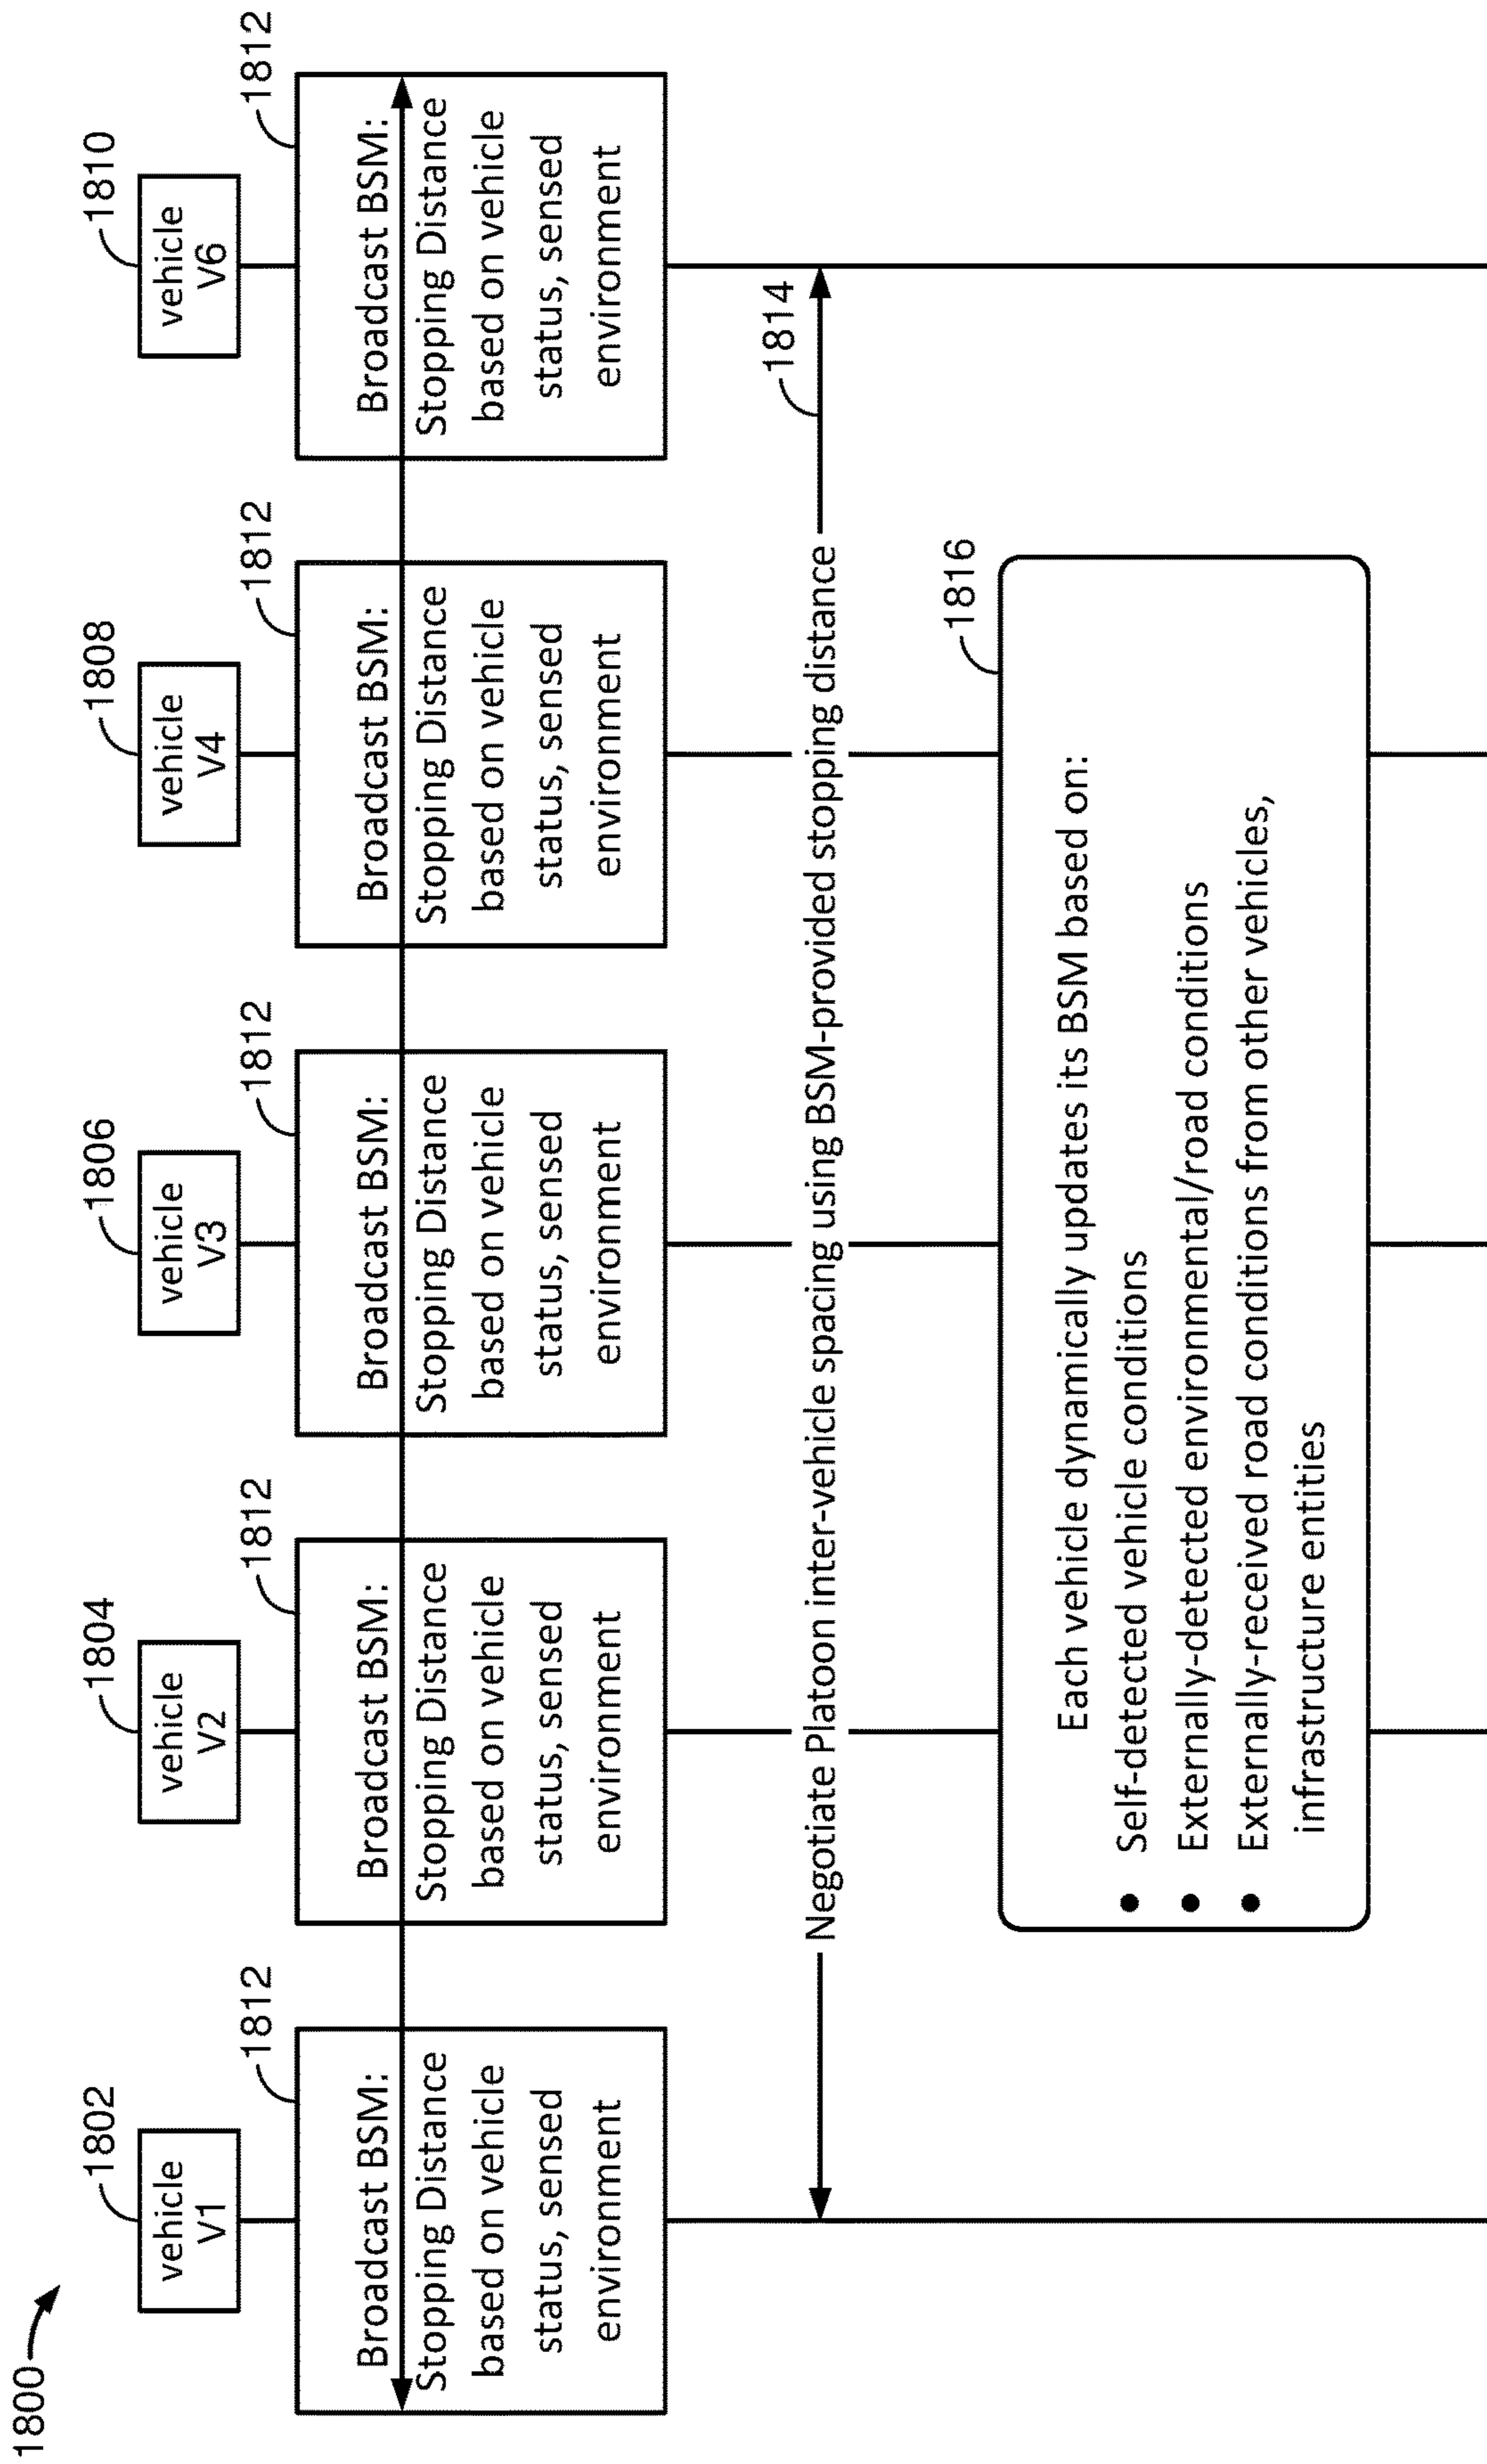 1800
1802
1804
1806
1808
1810
vehicle
V1
vehicle
V2
vehicle
V3
vehicle
V4
vehicle
V6
1812
1812
1812
1812
1812
Broadcast BSM:
Stopping Distance
based on vehicle
status, sensed
environment
Broadcast BSM:
Stopping Distance
based on vehicle
status, sensed
environment
Broadcast BSM:
Stopping Distance
based on vehicle
status, sensed
environment
Broadcast BSM:
Stopping Distance
based on vehicle
status, sensed
environment
Broadcast BSM:
Stopping Distance
based on vehicle
status, sensed
environment
1814
Negotiate Platoon inter-vehicle spacing using BSM-provided stopping distance
1816
Each vehicle dynamically updates its BSM based on:
● Self-detected vehicle conditions
● Externally-detected environmental/road conditions
● Externally-received road conditions from other vehicles,
infrastructure entities